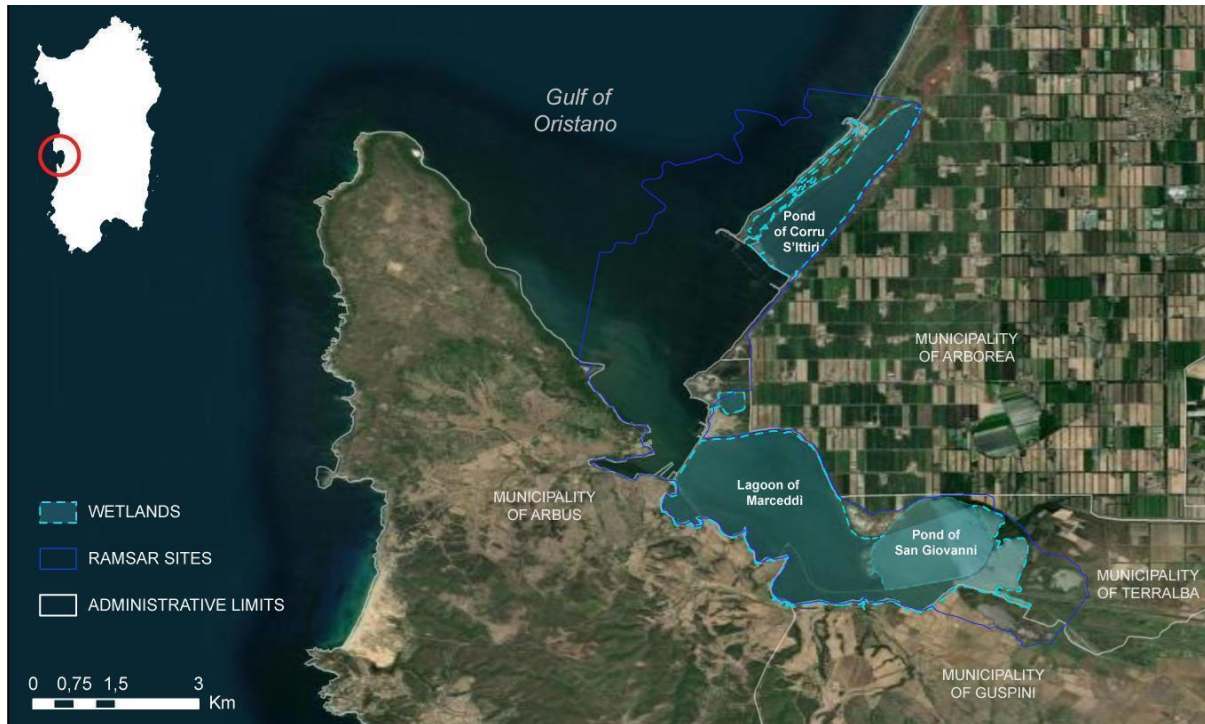 Gulf of
Oristano
Pond
of Corru
S'Ittiri
MUNICIPALITY
OF ARBOREA
Lagoon of
Marceddi
MUNICIPALITY
OF ARBUS
Pond of
San Giovanni
MUNICIPALITY
OF TERRALBA
MUNICIPALITY
OF GUSPINI
WETLANDS
RAMSAR SITES
ADMINISTRATIVE LIMITS
0 0,75 1,5 3
Km